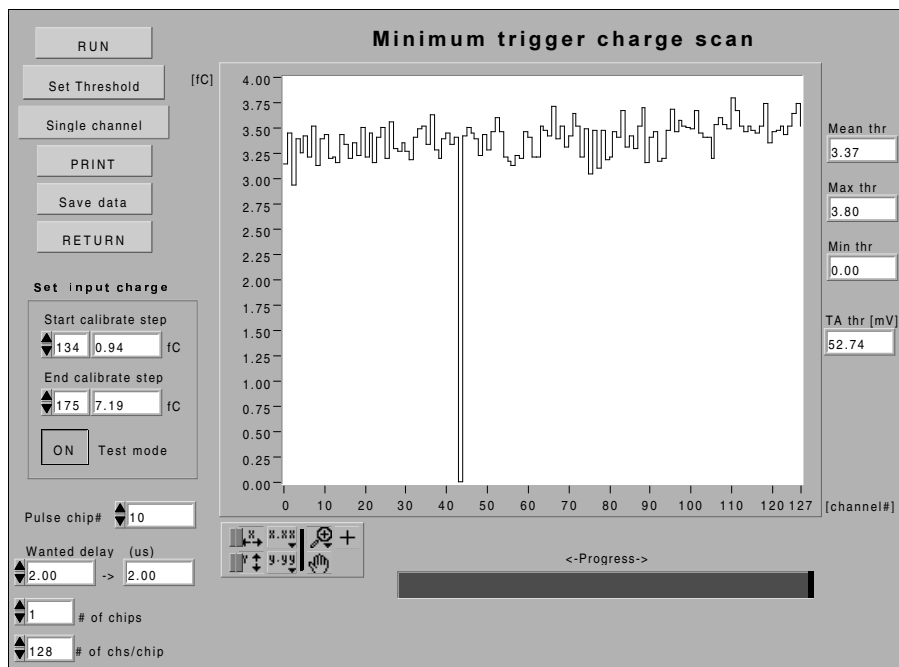 Minimum trigger charge scan
RUN
Set Threshold
Single channel
PRINT
Save data
RETURN
Set input charge
Start calibrate step
134 0.94 fC
End calibrate step
175 7.19 fC
ON Test mode
Pulse chip# 10
Wanted delay (us)
2.00 -> 2.00
1 # of chips
128 # of chs/chip
[fC]
4.00
3.75
3.50
3.25
3.00
2.75
2.50
2.25
2.00
1.75
1.50
1.25
1.00
0.75
0.50
0.25
0.00
0 10 20 30 40 50 60 70 80 90 100 110 120 127
[channel#]
Mean thr
3.37
Max thr
3.80
Min thr
0.00
TA thr [mV]
52.74
X x.xx
Y y.yy
<-Progress->